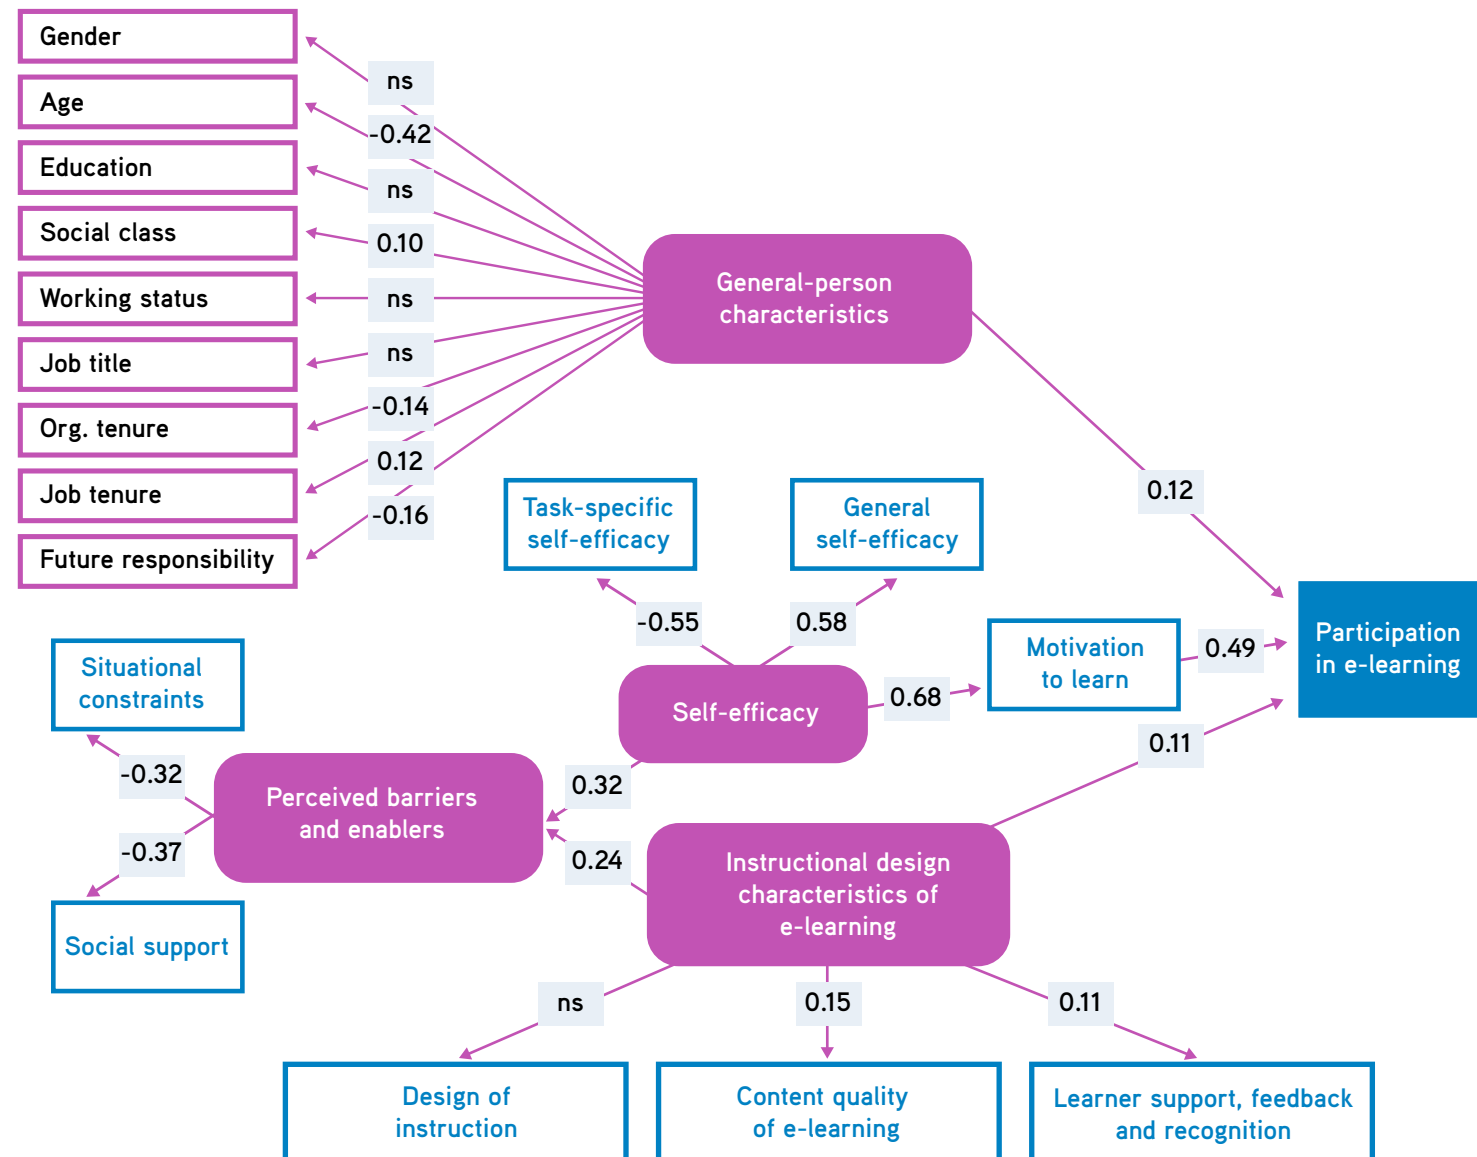 Gender
ns
Age
-0.42
Education
ns
Social class
0.10
Working status
ns
Job title
ns
Org. tenure
-0.14
Job tenure
0.12
Future responsibility
-0.16
General-person
characteristics
0.12
Task-specific
self-efficacy
General
self-efficacy
-0.55
0.58
Situational
constraints
Self-efficacy
0.68
Motivation
to learn
0.49
Participation
in e-learning
-0.32
-0.37
Perceived barriers
and enablers
0.32
0.24
0.11
Social support
Instructional design
characteristics of
e-learning
ns
0.15
0.11
Design of
instruction
Content quality
of e-learning
Learner support, feedback
and recognition